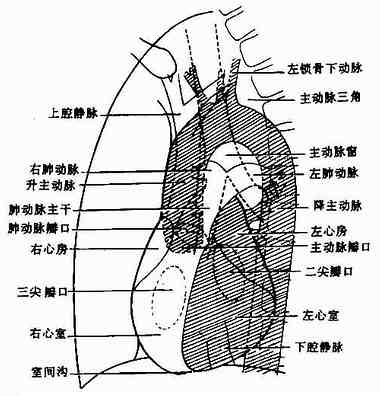 左锁骨下动脉
主动脉三角
上腔静脉
主动脉窗
右肺动脉
左肺动脉
升主动脉
肺动脉主干
降主动脉
肺动脉瓣口
左心房
右心房
主动脉瓣口
二尖瓣口
三尖瓣口
左心室
右心室
下腔静脉
室间沟